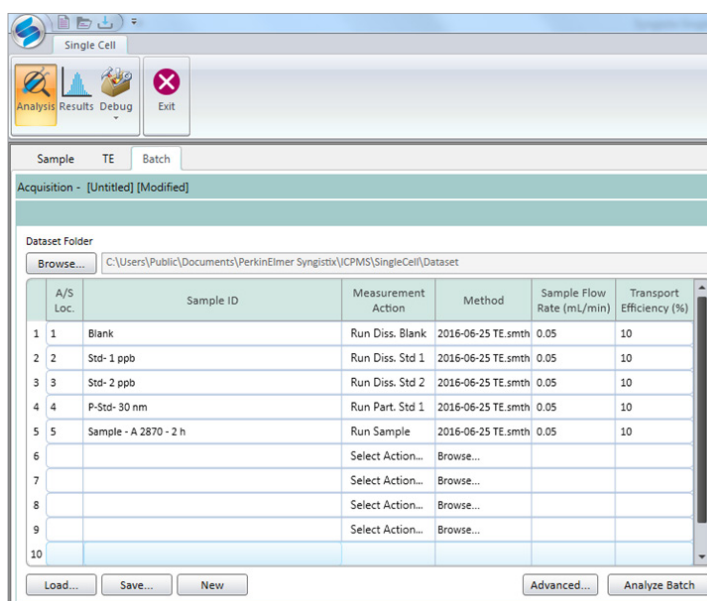 Single Cell
Analysis Results Debug Exit
Sample TE Batch
Acquisition - [Untitled] [Modified]
Dataset Folder
Browse... C:\Users\Public\Documents\PerkinElmer Syngistix\ICPMS\SingleCell\Dataset
A/S Loc. Sample ID Measurement Action Method Sample Flow Rate (mL/min) Transport Efficiency (%)
1 1 Blank Run Diss. Blank 2016-06-25 TE.smth 0.05 10
2 2 Std- 1 ppb Run Diss. Std 1 2016-06-25 TE.smth 0.05 10
3 3 Std- 2 ppb Run Diss. Std 2 2016-06-25 TE.smth 0.05 10
4 4 P-Std- 30 nm Run Part. Std 1 2016-06-25 TE.smth 0.05 10
5 5 Sample - A 2870 - 2 h Run Sample 2016-06-25 TE.smth 0.05 10
6 Select Action... Browse...
7 Select Action... Browse...
8 Select Action... Browse...
9 Select Action... Browse...
10
Load... Save... New Advanced... Analyze Batch